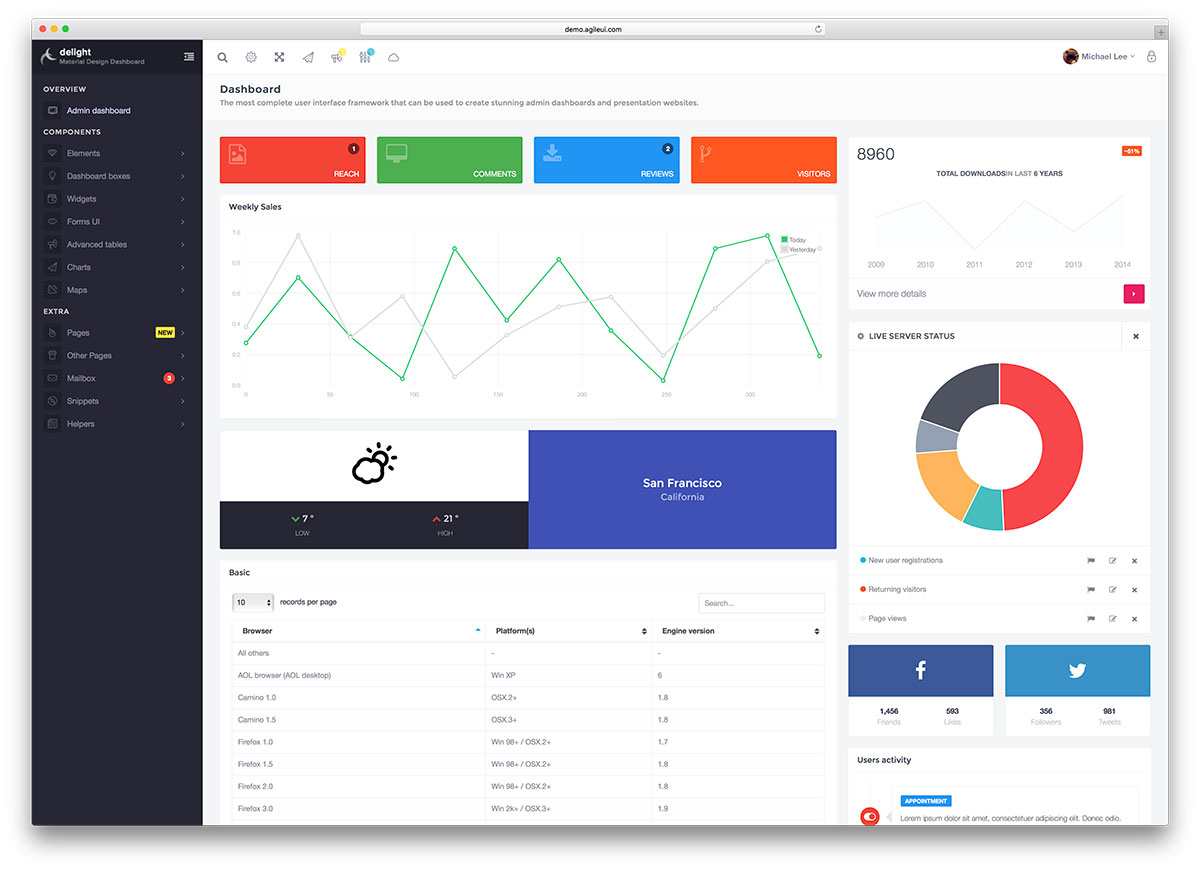 demo.agileui.com
delight
Material Design Dashboard
Michael Lee
OVERVIEW
Admin dashboard
COMPONENTS
Elements
Dashboard boxes
Widgets
Forms UI
Advanced tables
Charts
Maps
EXTRA
Pages NEW
Other Pages
Mailbox 3
Snippets
Helpers
Dashboard
The most complete user interface framework that can be used to create stunning admin dashboards and presentation websites.
1
REACH
COMMENTS
2
REVIEWS
VISITORS
Weekly Sales
Today
Yesterday
1.0
0.8
0.6
0.4
0.2
0.0
0 50 100 150 200 250 300
7 °
LOW
21 °
HIGH
San Francisco
California
Basic
10 records per page
Search...
Browser Platform(s) Engine version
All others - -
AOL browser (AOL desktop) Win XP 6
Camino 1.0 OSX.2+ 1.8
Camino 1.5 OSX.3+ 1.8
Firefox 1.0 Win 98+ / OSX.2+ 1.7
Firefox 1.5 Win 98+ / OSX.2+ 1.8
Firefox 2.0 Win 98+ / OSX.2+ 1.8
Firefox 3.0 Win 2k+ / OSX.3+ 1.9
8960
TOTAL DOWNLOADSIN LAST 6 YEARS
2009 2010 2011 2012 2013 2014
View more details
LIVE SERVER STATUS
New user registrations
Returning visitors
Page views
1,456 593
Friends Likes
356 981
Followers Tweets
Users activity
APPOINTMENT
Lorem ipsum dolor sit amet, consectetuer adipiscing elit. Donec odio.